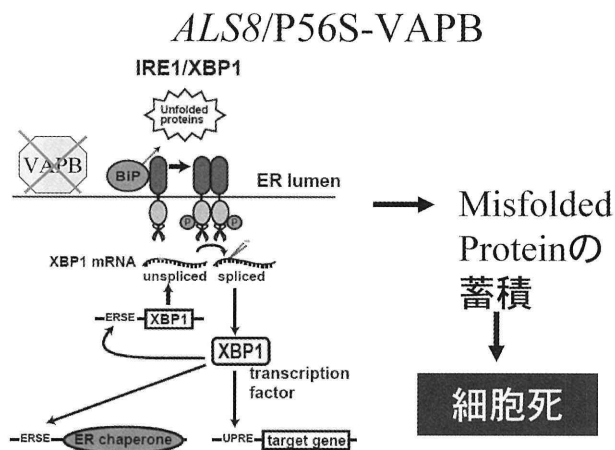 ALS8/P56S-VAPB
IRE1/XBP1
Unfolded
proteins
VAPB
BiP
ER lumen
P
P
XBP1 mRNA
unspliced
spliced
ERSE
XBP1
XBP1
transcription
factor
ERSE
ER chaperone
UPRE
target gene
Misfolded
Proteinの
蓄積
細胞死